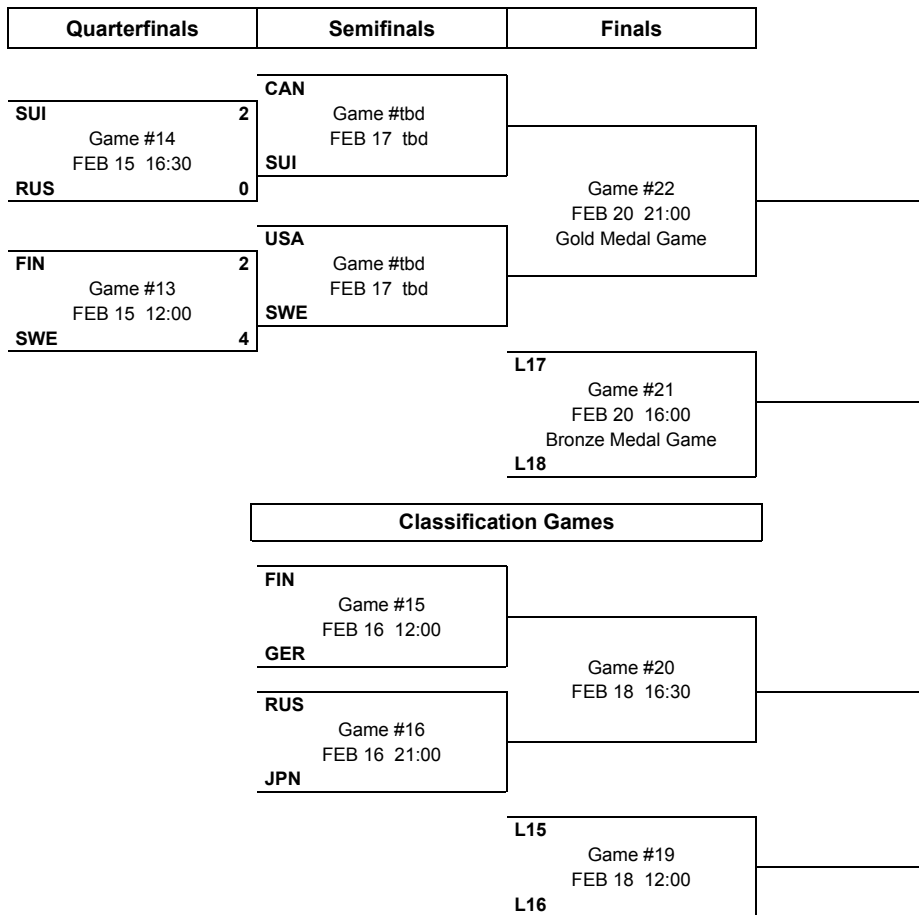 Quarterfinals Semifinals Finals
CAN
SUI 2 Game #tbd
Game #14 FEB 17 tbd
FEB 15 16:30 SUI
RUS 0 Game #22
FEB 20 21:00
USA Gold Medal Game
FIN 2 Game #tbd
Game #13 FEB 17 tbd
FEB 15 12:00 SWE
SWE 4
L17
Game #21
FEB 20 16:00
Bronze Medal Game
L18
Classification Games
FIN
Game #15
FEB 16 12:00
GER
Game #20
RUS FEB 18 16:30
Game #16
FEB 16 21:00
JPN
L15
Game #19
FEB 18 12:00
L16